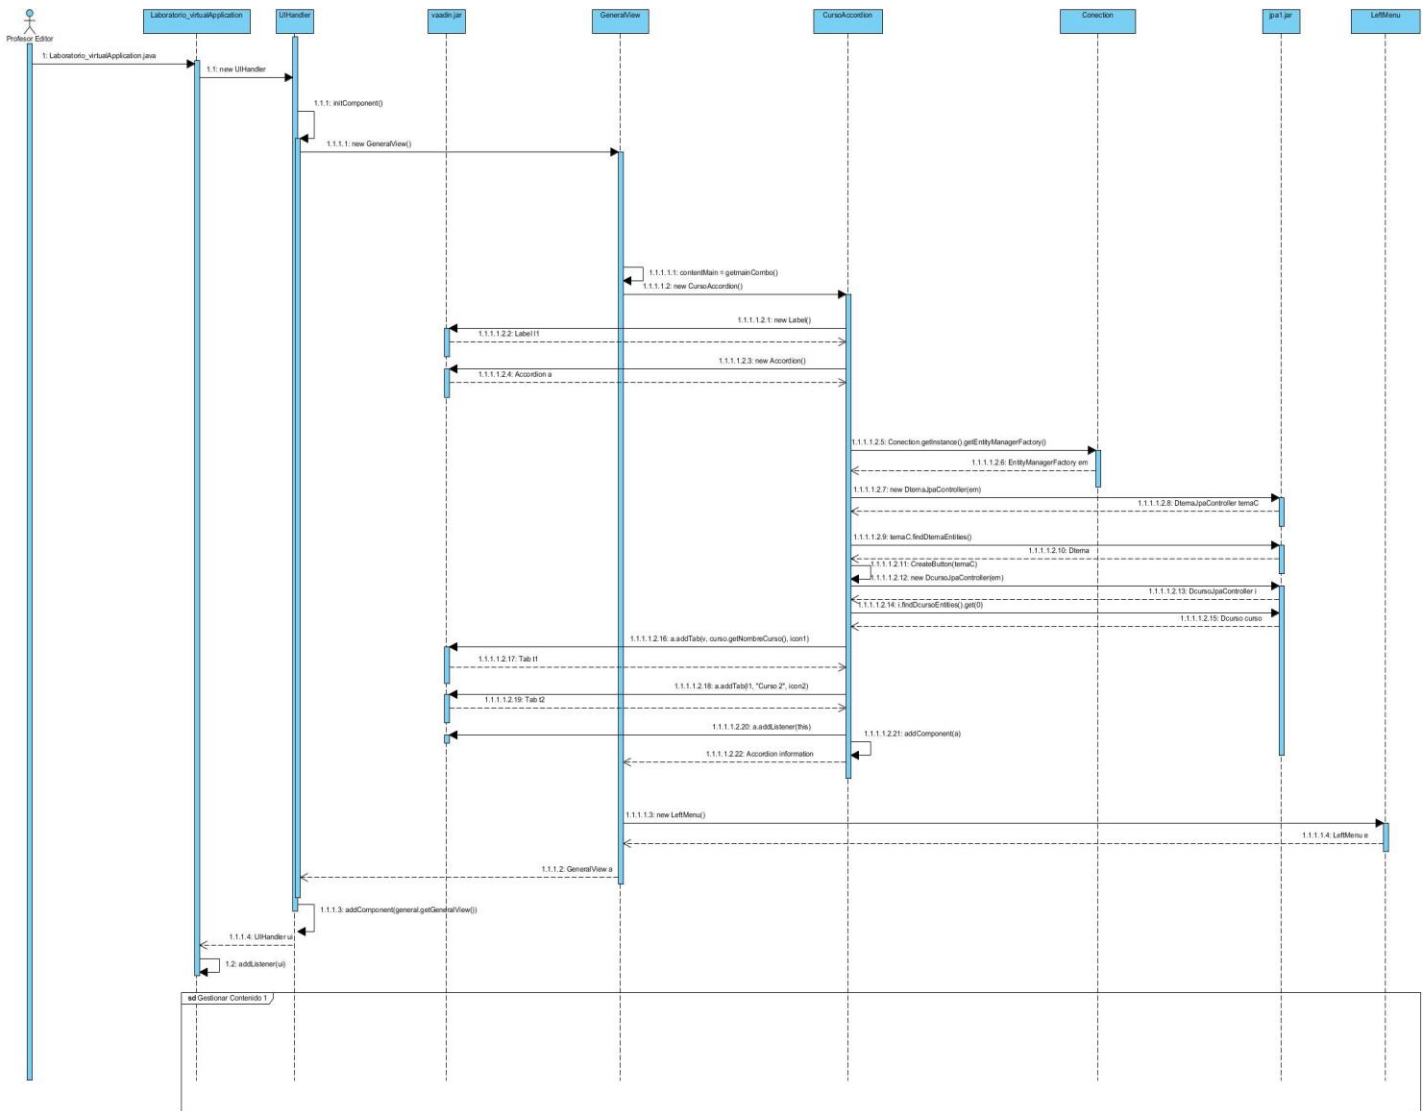 Profesor Editor
Laboratorio_virtualApplication
UIHandler
vaadin.jar
GeneralView
CursoAccordion
Conection
jpa1.jar
LeftMenu
1: Laboratorio_virtualApplication.java
1.1: new UIHandler
1.1.1: initComponent()
1.1.1.1: new GeneralView()
1.1.1.1.1: contentMain = getmainCombo()
1.1.1.1.2: new CursoAccordion()
1.1.1.1.2.1: new Label()
1.1.1.1.2.2: Label l1
1.1.1.1.2.3: new Accordion()
1.1.1.1.2.4: Accordion a
1.1.1.1.2.5: Conection.getInstance().getEntityManagerFactory()
1.1.1.1.2.6: EntityManagerFactory em
1.1.1.1.2.7: new DtemaJpaController(em)
1.1.1.1.2.8: DtemaJpaController temaC
1.1.1.1.2.9: temaC.findDtemaEntities()
1.1.1.1.2.10: Dtema
1.1.1.1.2.11: CreateButton(temaC)
1.1.1.1.2.12: new DcursoJpaController(em)
1.1.1.1.2.13: DcursoJpaController i
1.1.1.1.2.14: i.findDcursoEntities().get(0)
1.1.1.1.2.15: Dcurso curso
1.1.1.1.2.16: a.addTab(v, curso.getNombreCurso(), icon1)
1.1.1.1.2.17: Tab t1
1.1.1.1.2.18: a.addTab(l1, "Curso 2", icon2)
1.1.1.1.2.19: Tab t2
1.1.1.1.2.20: a.addListener(this)
1.1.1.1.2.21: addComponent(a)
1.1.1.1.2.22: Accordion information
1.1.1.1.3: new LeftMenu()
1.1.1.1.4: LeftMenu e
1.1.1.2: GeneralView a
1.1.1.3: addComponent(general.getGeneralView())
1.1.1.4: UIHandler ui
1.2: addListener(ui)
sd Gestionar Contenido 1